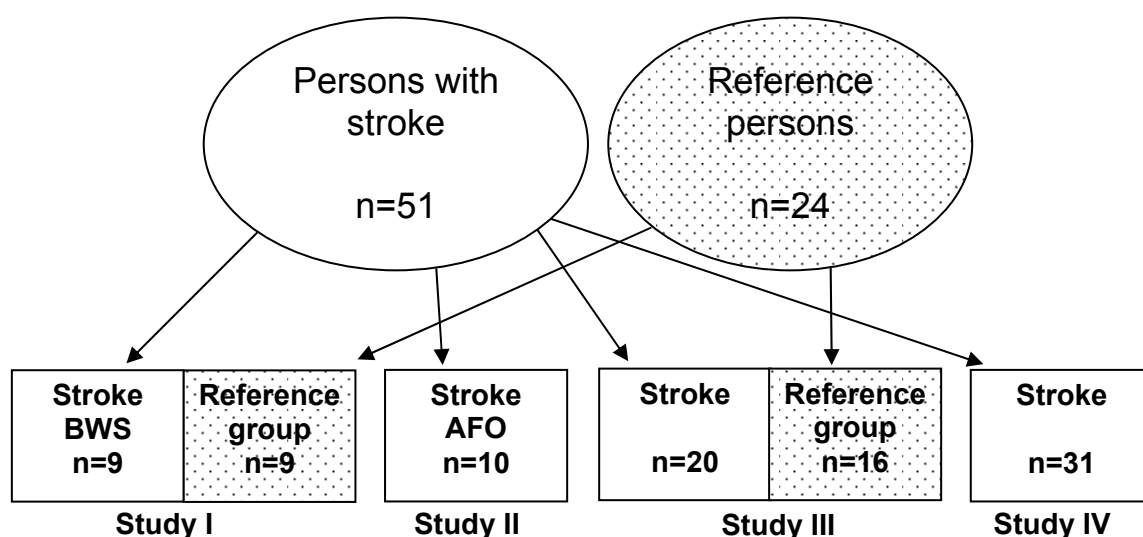 Persons with
stroke
n=51
Reference
persons
n=24
Stroke
BWS
n=9
Reference
group
n=9
Stroke
AFO
n=10
Stroke
n=20
Reference
group
n=16
Stroke
n=31
Study I
Study II
Study III
Study IV